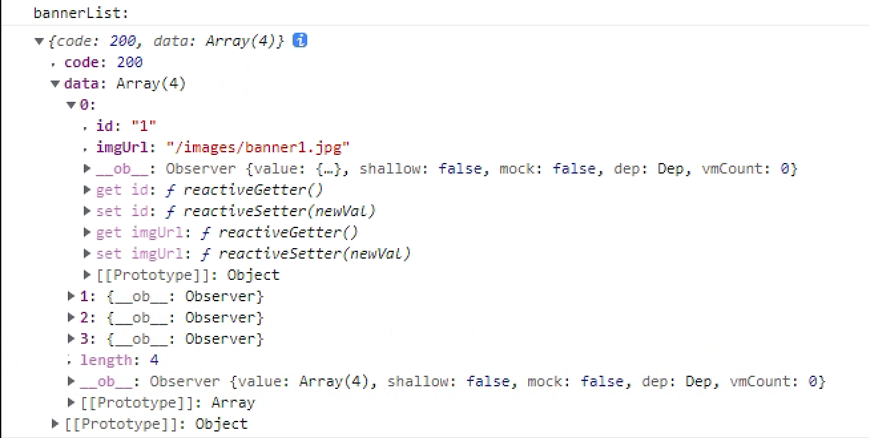 bannerList:
{code: 200, data: Array(4)} i
code: 200
data: Array(4)
0:
id: "1"
imgUrl: "/images/banner1.jpg"
__ob__: Observer {value: {…}, shallow: false, mock: false, dep: Dep, vmCount: 0}
get id: ƒ reactiveGetter()
set id: ƒ reactiveSetter(newVal)
get imgUrl: ƒ reactiveGetter()
set imgUrl: ƒ reactiveSetter(newVal)
[[Prototype]]: Object
1: {__ob__: Observer}
2: {__ob__: Observer}
3: {__ob__: Observer}
length: 4
__ob__: Observer {value: Array(4), shallow: false, mock: false, dep: Dep, vmCount: 0}
[[Prototype]]: Array
[[Prototype]]: Object